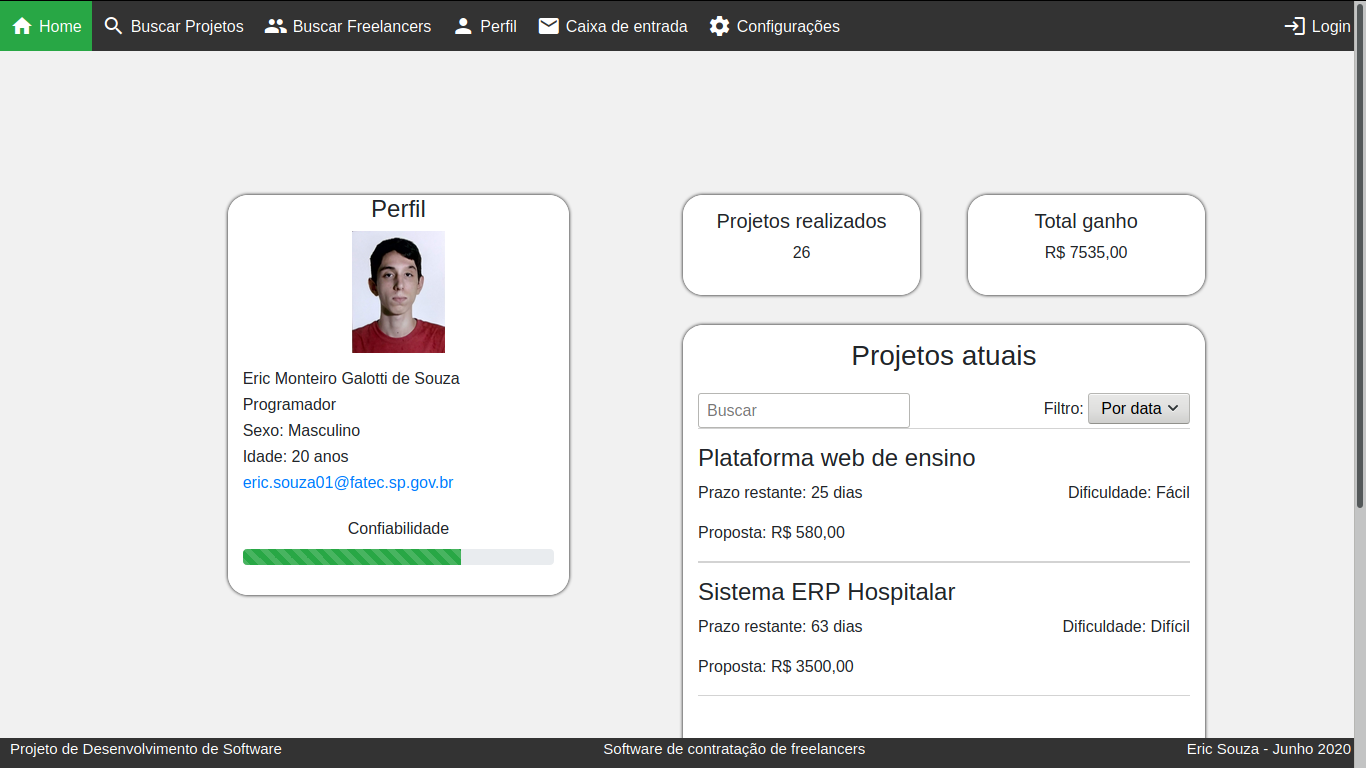 Home Buscar Projetos Buscar Freelancers Perfil Caixa de entrada Configurações Login
Perfil
Eric Monteiro Galotti de Souza
Programador
Sexo: Masculino
Idade: 20 anos
eric.souza01@fatec.sp.gov.br
Confiabilidade
Projetos realizados
26
Total ganho
R$ 7535,00
Projetos atuais
Buscar Filtro: Por data
Plataforma web de ensino
Prazo restante: 25 dias Dificuldade: Fácil
Proposta: R$ 580,00
Sistema ERP Hospitalar
Prazo restante: 63 dias Dificuldade: Difícil
Proposta: R$ 3500,00
Projeto de Desenvolvimento de Software Software de contratação de freelancers Eric Souza - Junho 2020